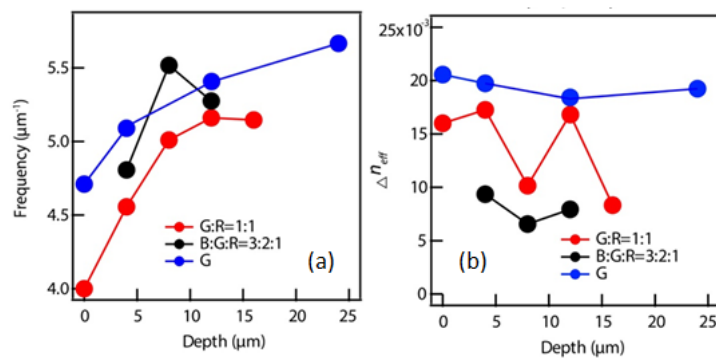 Frequency (µm⁻¹)
5.5
5.0
4.5
4.0
G:R=1:1
B:G:R=3:2:1
G
(a)
0 5 10 15 20 25
Depth (µm)
△n_eff
25x10⁻³
20
15
10
5
0
G:R=1:1
B:G:R=3:2:1
G
(b)
0 5 10 15 20 25
Depth (µm)